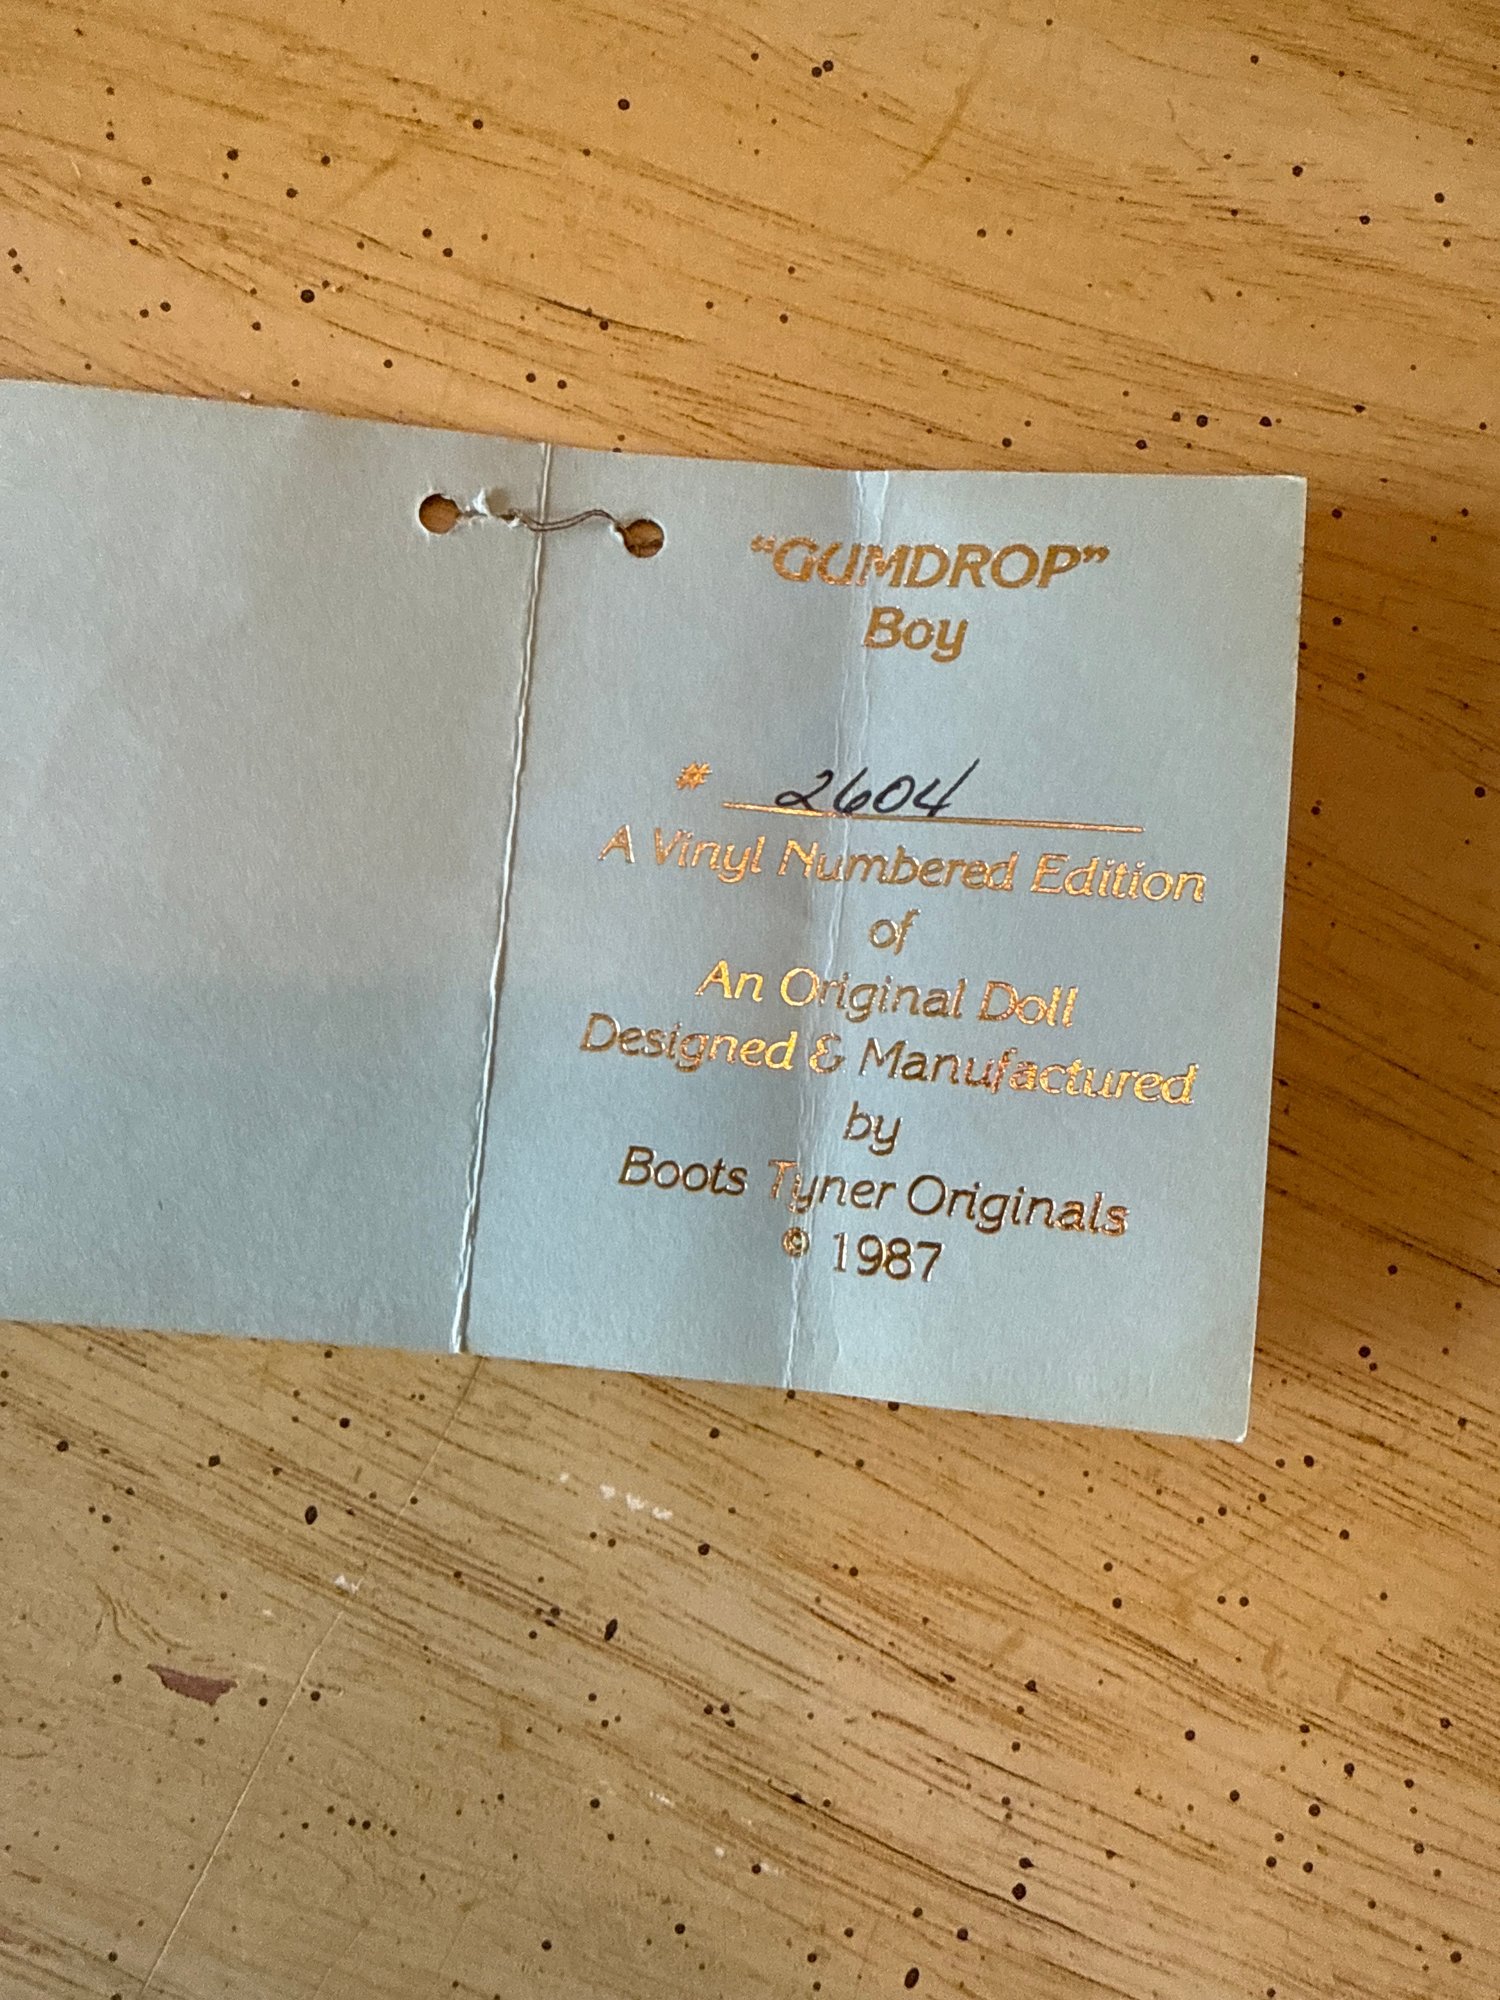 “GUMDROP”
Boy
# 2604
A Vinyl Numbered Edition
of
An Original Doll
Designed & Manufactured
by
Boots Tyner Originals
© 1987